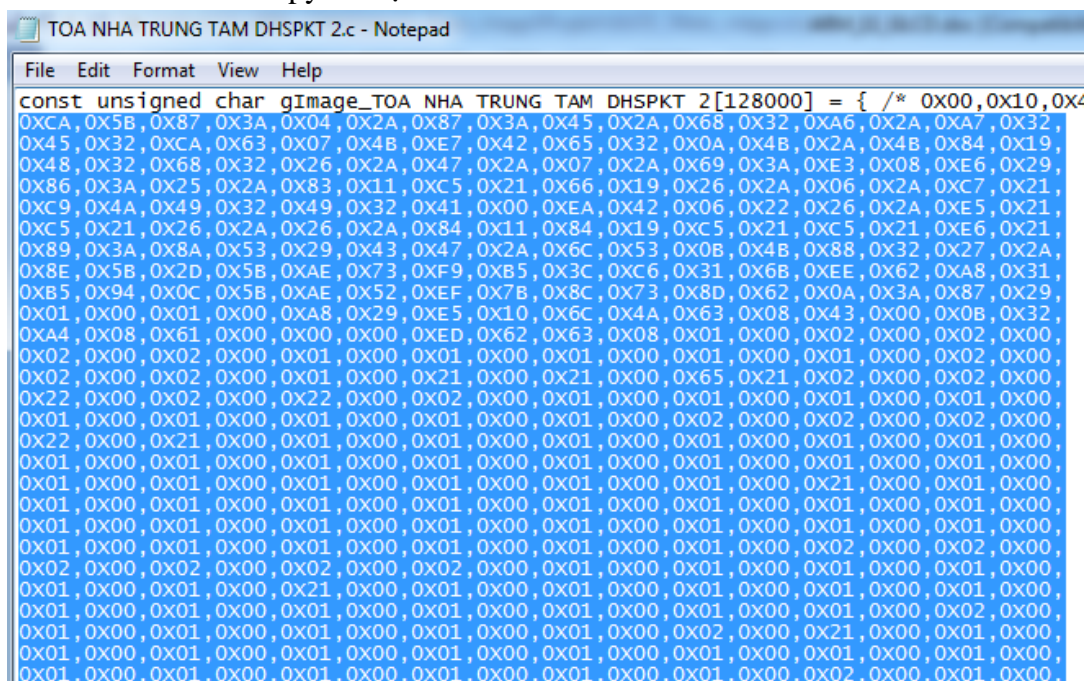 TOA NHA TRUNG TAM DHSPKT 2.c - Notepad
File Edit Format View Help
const unsigned char gImage_TOA NHA TRUNG TAM DHSPKT 2[128000] = { /* 0X00,0X10,0X4
0XCA,0X5B,0X87,0X3A,0X04,0X2A,0X87,0X3A,0X45,0X2A,0X68,0X32,0XA6,0X2A,0XA7,0X32,
0X45,0X32,0XCA,0X63,0X07,0X4B,0XE7,0X42,0X65,0X32,0X0A,0X4B,0X2A,0X4B,0X84,0X19,
0X48,0X32,0X68,0X32,0X26,0X2A,0X47,0X2A,0X07,0X2A,0X69,0X3A,0XE3,0X08,0XE6,0X29,
0X86,0X3A,0X25,0X2A,0X83,0X11,0XC5,0X21,0X66,0X19,0X26,0X2A,0X06,0X2A,0XC7,0X21,
0XC9,0X4A,0X49,0X32,0X49,0X32,0X41,0X00,0XEA,0X42,0X06,0X22,0X26,0X2A,0XE5,0X21,
0XC5,0X21,0X26,0X2A,0X26,0X2A,0X84,0X11,0X84,0X19,0XC5,0X21,0XC5,0X21,0XE6,0X21,
0X89,0X3A,0X8A,0X53,0X29,0X43,0X47,0X2A,0X6C,0X53,0X0B,0X4B,0X88,0X32,0X27,0X2A,
0X8E,0X5B,0X2D,0X5B,0XAE,0X73,0XF9,0XB5,0X3C,0XC6,0X31,0X6B,0XEE,0X62,0XA8,0X31,
0XB5,0X94,0X0C,0X5B,0XAE,0X52,0XEF,0X7B,0X8C,0X73,0X8D,0X62,0X0A,0X3A,0X87,0X29,
0X01,0X00,0X01,0X00,0XA8,0X29,0XE5,0X10,0X6C,0X4A,0X63,0X08,0X43,0X00,0X0B,0X32,
0XA4,0X08,0X61,0X00,0X00,0X00,0XED,0X62,0X63,0X08,0X01,0X00,0X02,0X00,0X02,0X00,
0X02,0X00,0X02,0X00,0X01,0X00,0X01,0X00,0X01,0X00,0X01,0X00,0X01,0X00,0X02,0X00,
0X02,0X00,0X02,0X00,0X01,0X00,0X21,0X00,0X21,0X00,0X65,0X21,0X02,0X00,0X02,0X00,
0X22,0X00,0X02,0X00,0X22,0X00,0X02,0X00,0X01,0X00,0X01,0X00,0X01,0X00,0X01,0X00,
0X01,0X00,0X01,0X00,0X01,0X00,0X01,0X00,0X01,0X00,0X02,0X00,0X02,0X00,0X02,0X00,
0X22,0X00,0X21,0X00,0X01,0X00,0X01,0X00,0X01,0X00,0X01,0X00,0X01,0X00,0X01,0X00,
0X01,0X00,0X01,0X00,0X01,0X00,0X01,0X00,0X01,0X00,0X01,0X00,0X01,0X00,0X01,0X00,
0X01,0X00,0X01,0X00,0X01,0X00,0X01,0X00,0X01,0X00,0X01,0X00,0X21,0X00,0X01,0X00,
0X01,0X00,0X01,0X00,0X01,0X00,0X01,0X00,0X01,0X00,0X01,0X00,0X01,0X00,0X01,0X00,
0X01,0X00,0X01,0X00,0X01,0X00,0X01,0X00,0X01,0X00,0X01,0X00,0X01,0X00,0X01,0X00,
0X01,0X00,0X01,0X00,0X01,0X00,0X01,0X00,0X01,0X00,0X01,0X00,0X02,0X00,0X02,0X00,
0X02,0X00,0X02,0X00,0X02,0X00,0X02,0X00,0X01,0X00,0X01,0X00,0X01,0X00,0X01,0X00,
0X01,0X00,0X01,0X00,0X21,0X00,0X01,0X00,0X01,0X00,0X01,0X00,0X01,0X00,0X01,0X00,
0X01,0X00,0X01,0X00,0X01,0X00,0X01,0X00,0X01,0X00,0X01,0X00,0X01,0X00,0X02,0X00,
0X01,0X00,0X01,0X00,0X01,0X00,0X01,0X00,0X01,0X00,0X02,0X00,0X21,0X00,0X01,0X00,
0X01,0X00,0X01,0X00,0X01,0X00,0X01,0X00,0X01,0X00,0X01,0X00,0X01,0X00,0X01,0X00,
0X01,0X00,0X01,0X00,0X01,0X00,0X01,0X00,0X01,0X00,0X01,0X00,0X02,0X00,0X01,0X00,